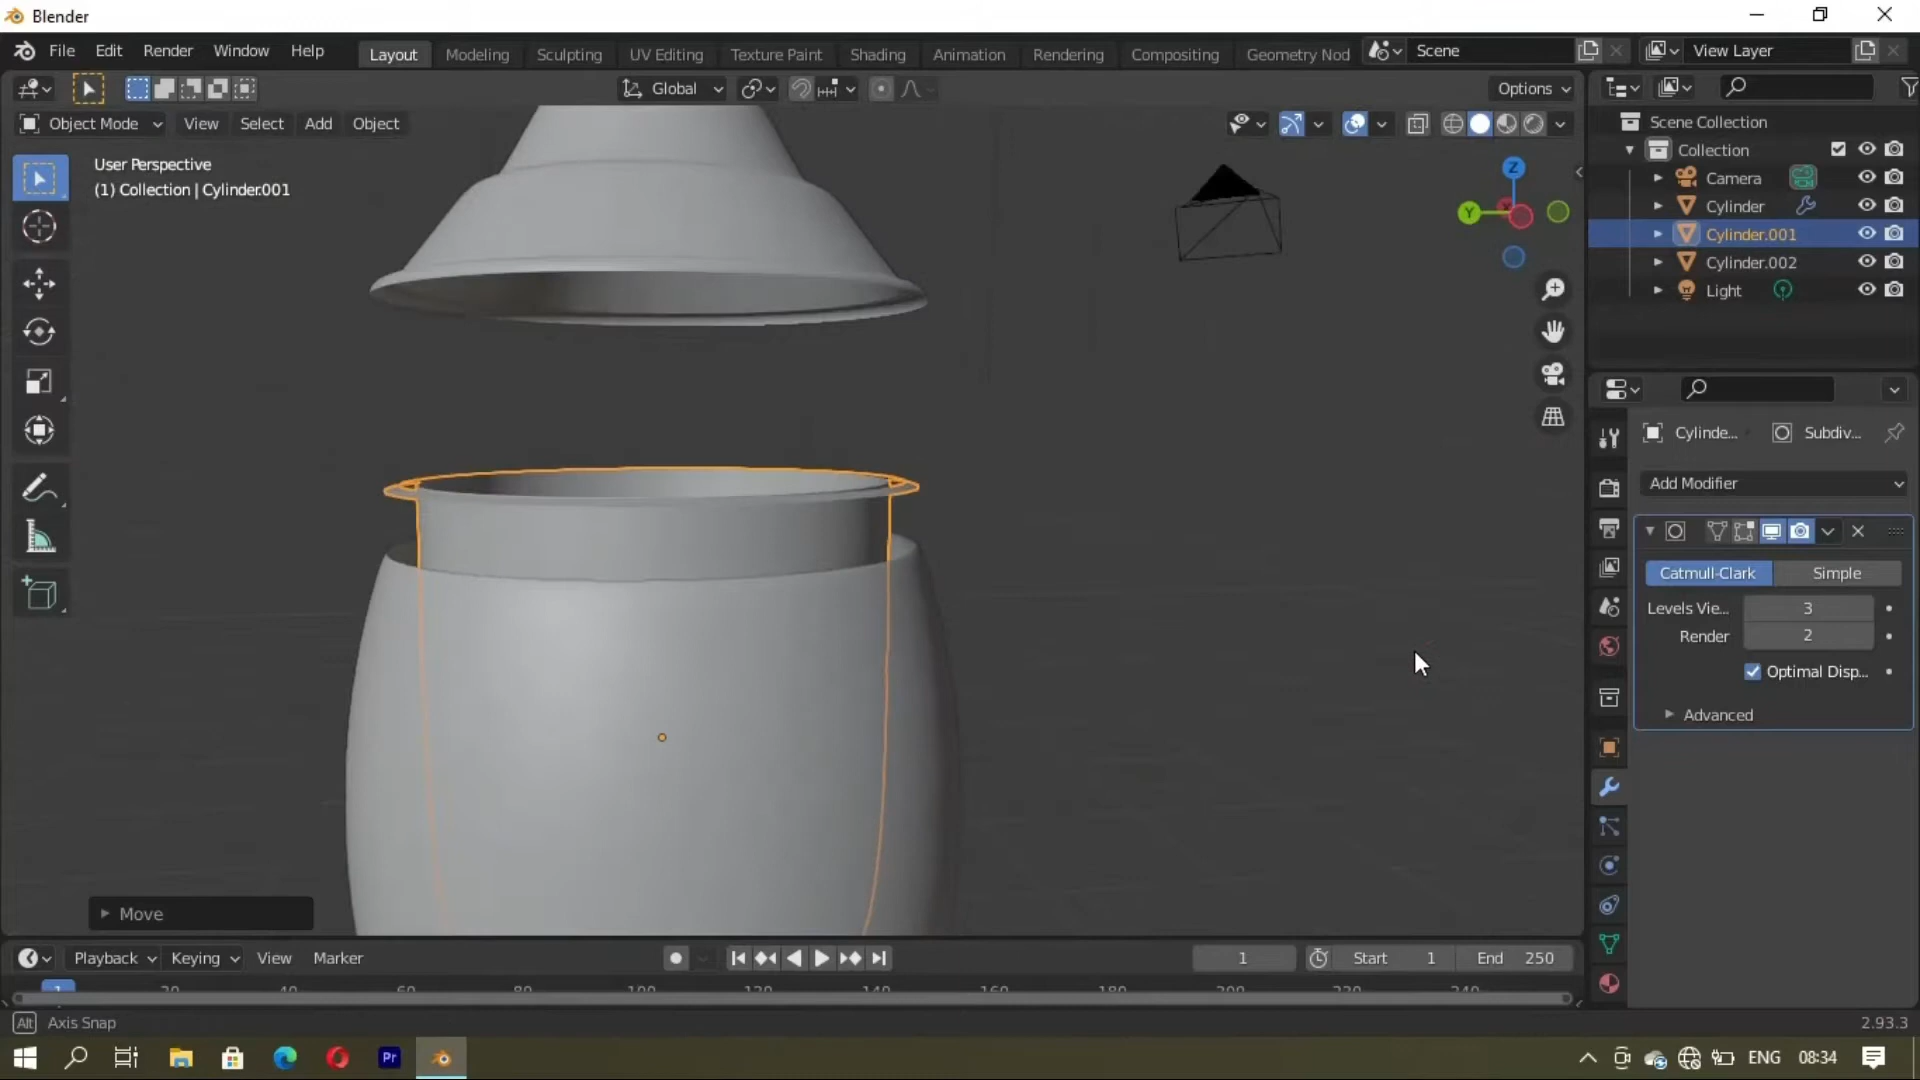 Blender
File Edit Render Window Help Layout Modeling Sculpting UV Editing Texture Paint Shading Animation Rendering Compositing Geometry Nod Scene View Layer
Global Options
Object Mode View Select Add Object
User Perspective
(1) Collection | Cylinder.001
Z
Y
Scene Collection
Collection
Camera
Cylinder
Cylinder.001
Cylinder.002
Light
Cylinde... Subdiv...
Add Modifier
Catmull-Clark Simple
Levels Vie... 3
Render 2
Optimal Disp...
Advanced
Move
Playback Keying View Marker 1 Start 1 End 250
1
Alt Axis Snap 2.93.3
Pr ENG 08:34